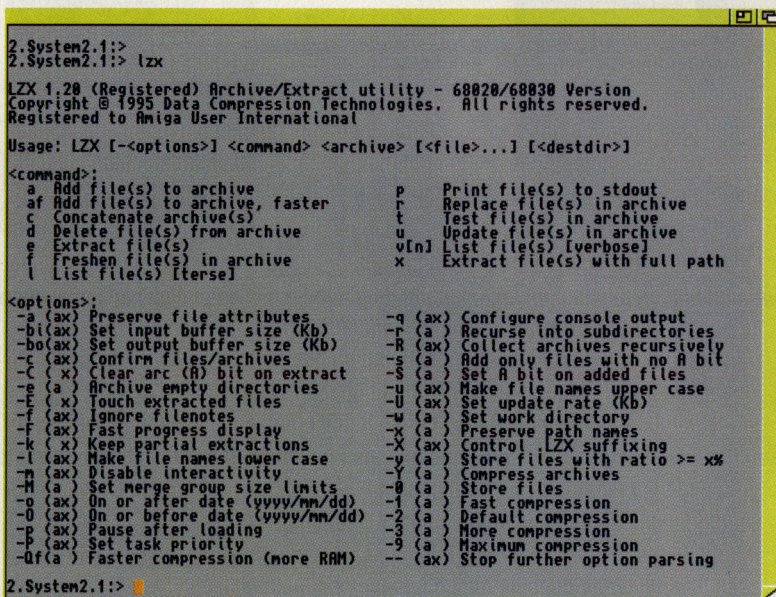 2.System2.1:>
2.System2.1:> lzx
LZX 1.20 (Registered) Archive/Extract utility - 68020/68030 Version
Copyright © 1995 Data Compression Technologies.  All rights reserved.
Registered to Amiga User International
Usage: LZX [-<options>] <command> <archive> [<file>...] [<destdir>]
<command>:
a   Add file(s) to archive    p   Print file(s) to stdout
af  Add file(s) to archive, faster    r   Replace file(s) in archive
c   Concatenate archive(s)    t   Test file(s) in archive
d   Delete file(s) from archive    u   Update file(s) in archive
e   Extract file(s)    v[n] List file(s) [verbose]
f   Freshen file(s) in archive    x   Extract file(s) with full path
l   List file(s) [terse]
<options>:
-a (ax) Preserve file attributes    -q (ax) Configure console output
-bi(ax) Set input buffer size (Kb)    -r (a ) Recurse into subdirectories
-bo(ax) Set output buffer size (Kb)    -R (ax) Collect archives recursively
-c (ax) Confirm files/archives    -s (a ) Add only files with no A bit
-C ( x) Clear arc (A) bit on extract    -S (a ) Set A bit on added files
-e (a ) Archive empty directories    -u (ax) Make file names upper case
-E ( x) Touch extracted files    -U (ax) Set update rate (Kb)
-f (ax) Ignore filenotes    -w (a ) Set work directory
-F (ax) Fast progress display    -x (a ) Preserve path names
-k ( x) Keep partial extractions    -X (ax) Control .LZX suffixing
-l (ax) Make file names lower case    -y (a ) Store files with ratio >= x%
-m (ax) Disable interactivity    -Y (a ) Compress archives
-M (a ) Set merge group size limits    -0 (a ) Store files
-o (ax) On or after date (yyyy/mm/dd)    -1 (a ) Fast compression
-O (ax) On or before date (yyyy/mm/dd)    -2 (a ) Default compression
-p (ax) Pause after loading    -3 (a ) More compression
-P (ax) Set task priority    -9 (a ) Maximum compression
-Qf(a ) Faster compression (more RAM)    -- (ax) Stop further option parsing
2.System2.1:>